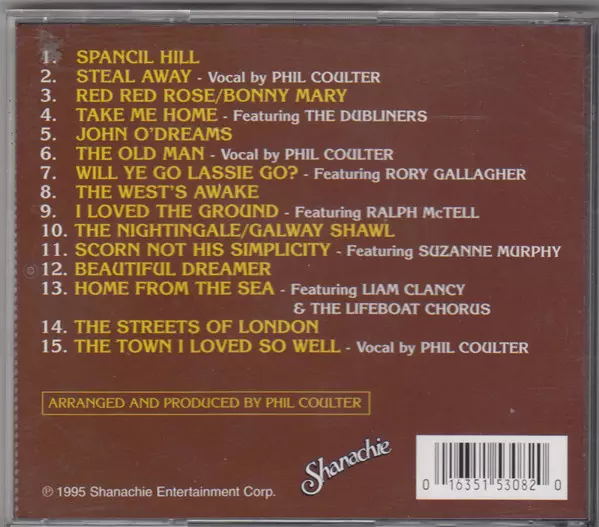 1. SPANCIL HILL
2. STEAL AWAY - Vocal by PHIL COULTER
3. RED RED ROSE/BONNY MARY
4. TAKE ME HOME - Featuring THE DUBLINERS
5. JOHN O'DREAMS
6. THE OLD MAN - Vocal by PHIL COULTER
7. WILL YE GO LASSIE GO? - Featuring RORY GALLAGHER
8. THE WEST'S AWAKE
9. I LOVED THE GROUND - Featuring RALPH McTELL
10. THE NIGHTINGALE/GALWAY SHAWL
11. SCORN NOT HIS SIMPLICITY - Featuring SUZANNE MURPHY
12. BEAUTIFUL DREAMER
13. HOME FROM THE SEA - Featuring LIAM CLANCY
& THE LIFEBOAT CHORUS
14. THE STREETS OF LONDON
15. THE TOWN I LOVED SO WELL - Vocal by PHIL COULTER
ARRANGED AND PRODUCED BY PHIL COULTER
Shanachie
℗ 1995 Shanachie Entertainment Corp.
0 16351 53082 0